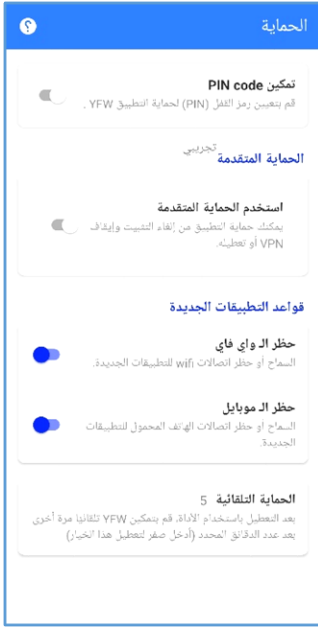 الحماية
تمكين PIN code
قم بتعيين رمز القفل (PIN) لحماية التطبيق YFW .
تجريبي
الحماية المتقدمة
استخدم الحماية المتقدمة
يمكنك حماية التطبيق من إلغاء التثبيت وإيقاف
VPN أو تعطيله.
قواعد التطبيقات الجديدة
حظر الـ واي فاي
السماح أو حظر اتصالات wifi للتطبيقات الجديدة.
حظر الـ موبايل
السماح او حظر اتصالات الهاتف المحمول للتطبيقات
الجديدة.
الحماية التلقائية 5
بعد التعطيل باستخدام الأداة، قم بتمكين YFW تلقائيا مرة أخرى
بعد عدد الدقائق المحدد (أدخل صفر لتعطيل هذا الخيار)